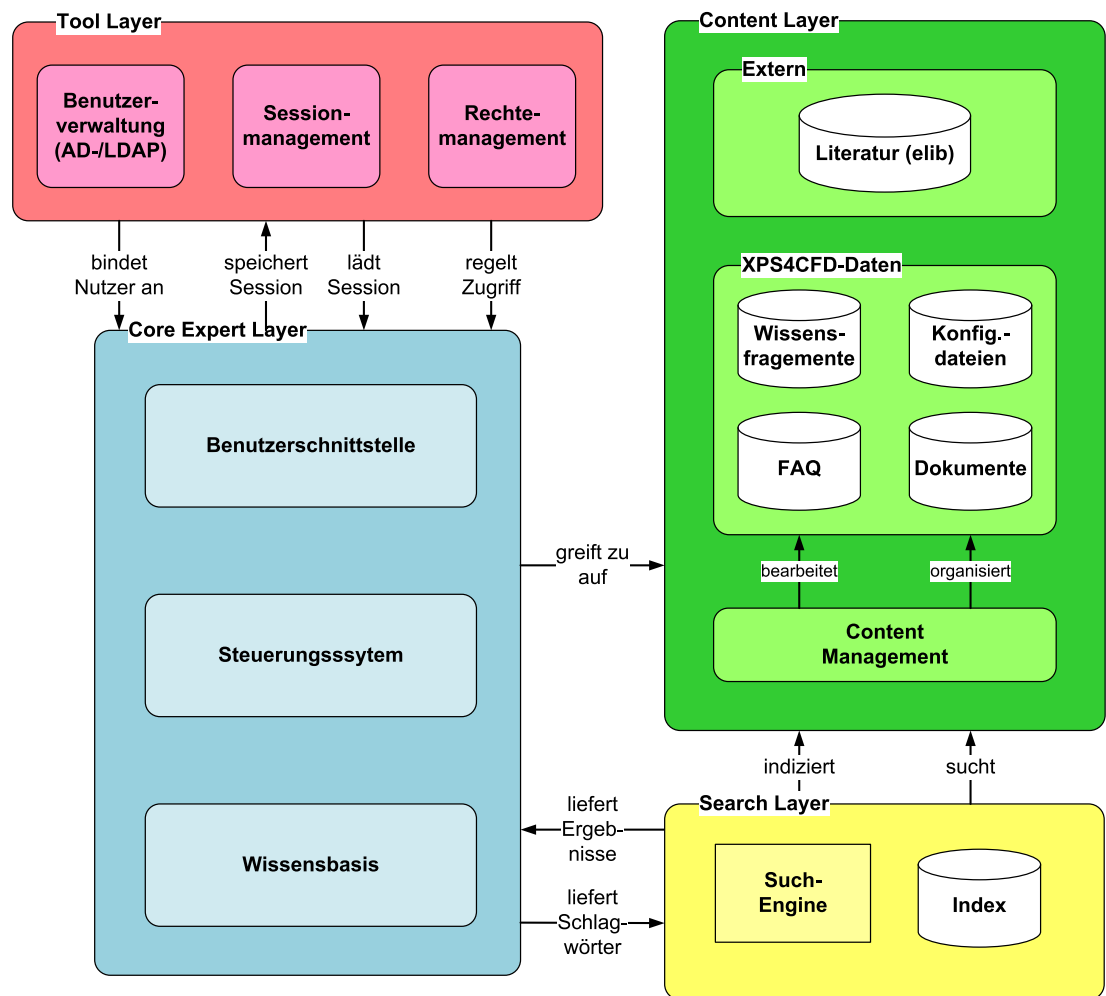 Tool Layer
Benutzer-
verwaltung
(AD-/LDAP)
Session-
management
Rechte-
management
bindet
Nutzer an
speichert
Session
lädt
Session
regelt
Zugriff
Core Expert Layer
Benutzerschnittstelle
Steuerungsssytem
Wissensbasis
greift zu
auf
liefert
Ergeb-
nisse
liefert
Schlag-
wörter
Content Layer
Extern
Literatur (elib)
XPS4CFD-Daten
Wissens-
fragemente
Konfig.-
dateien
FAQ
Dokumente
bearbeitet
organisiert
Content
Management
indiziert
sucht
Search Layer
Such-
Engine
Index